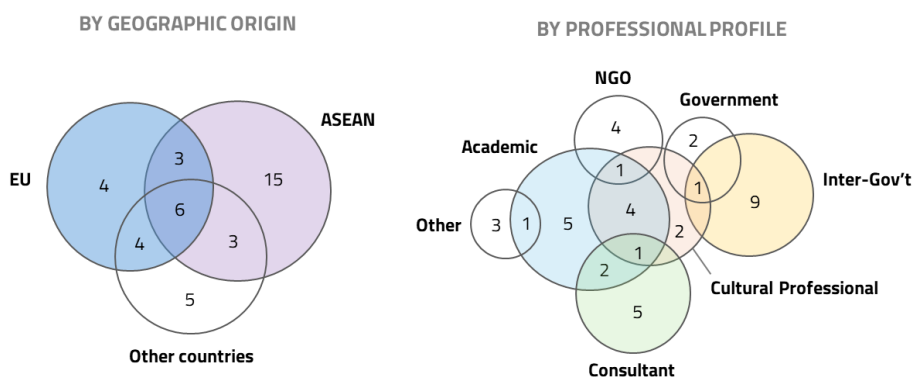 BY GEOGRAPHIC ORIGIN
EU
ASEAN
4
3
15
6
4
3
5
Other countries
BY PROFESSIONAL PROFILE
NGO
Government
Academic
Inter-Gov't
Other
4
2
1
1
9
3
1
5
4
2
1
2
Cultural Professional
5
Consultant